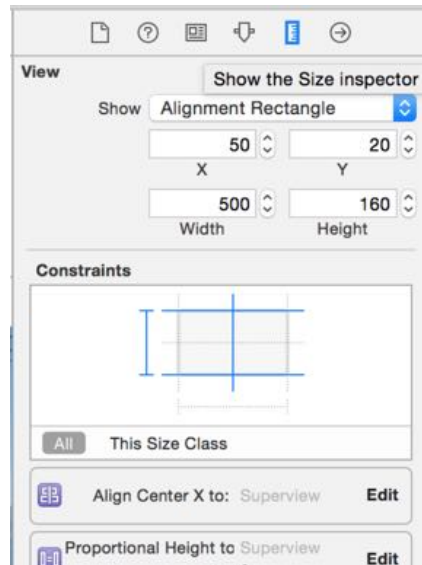 View
Show the Size inspector
Show Alignment Rectangle
50 20
X Y
500 160
Width Height
Constraints
All This Size Class
Align Center X to: Superview Edit
Proportional Height to Superview Edit